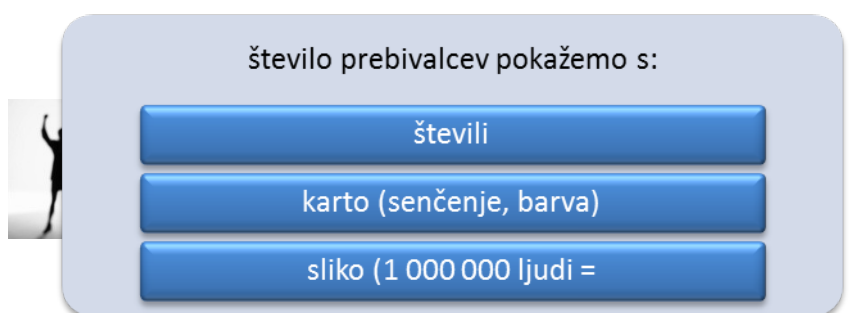 število prebivalcev pokažemo s:
števili
karto (senčenje, barva)
sliko (1 000 000 ljudi =